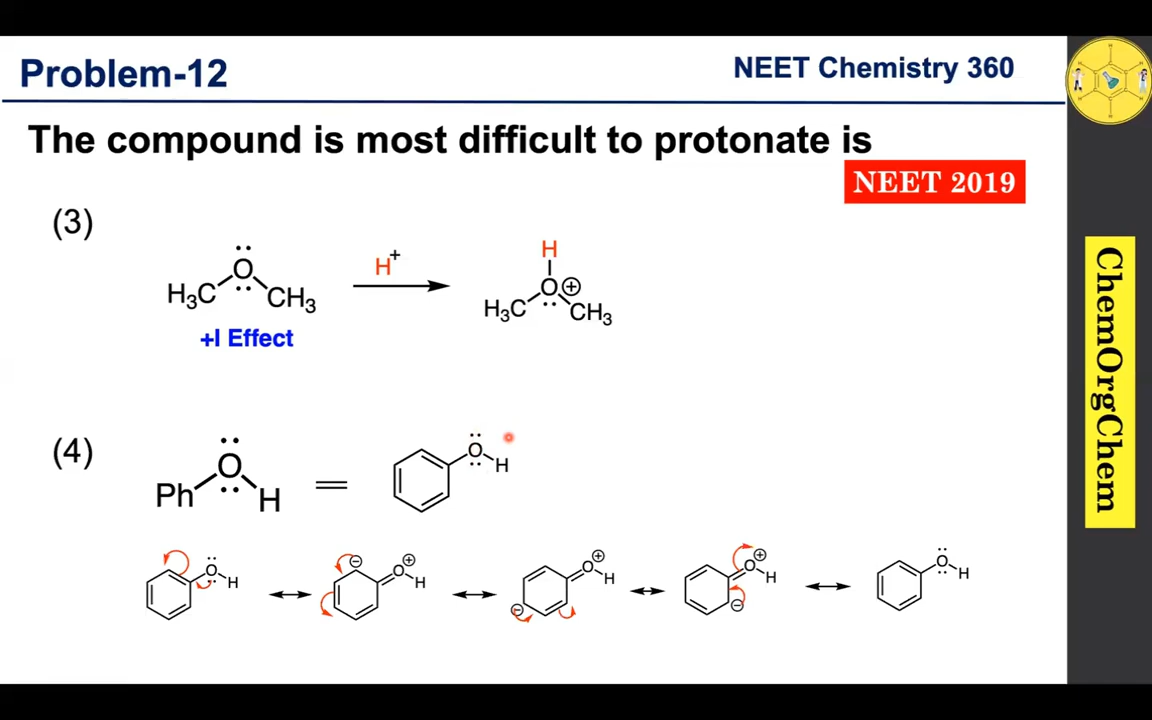 Problem-12
NEET Chemistry 360
The compound is most difficult to protonate is
NEET 2019
(3)
H₃C O CH₃
H⁺
H
H₃C O⊕ CH₃
+I Effect
(4)
Ph O H = O H
O H ⊖ ⊕ O H ⊖ ⊕ O H ⊖ ⊕ O H O H
ChemOrgChem